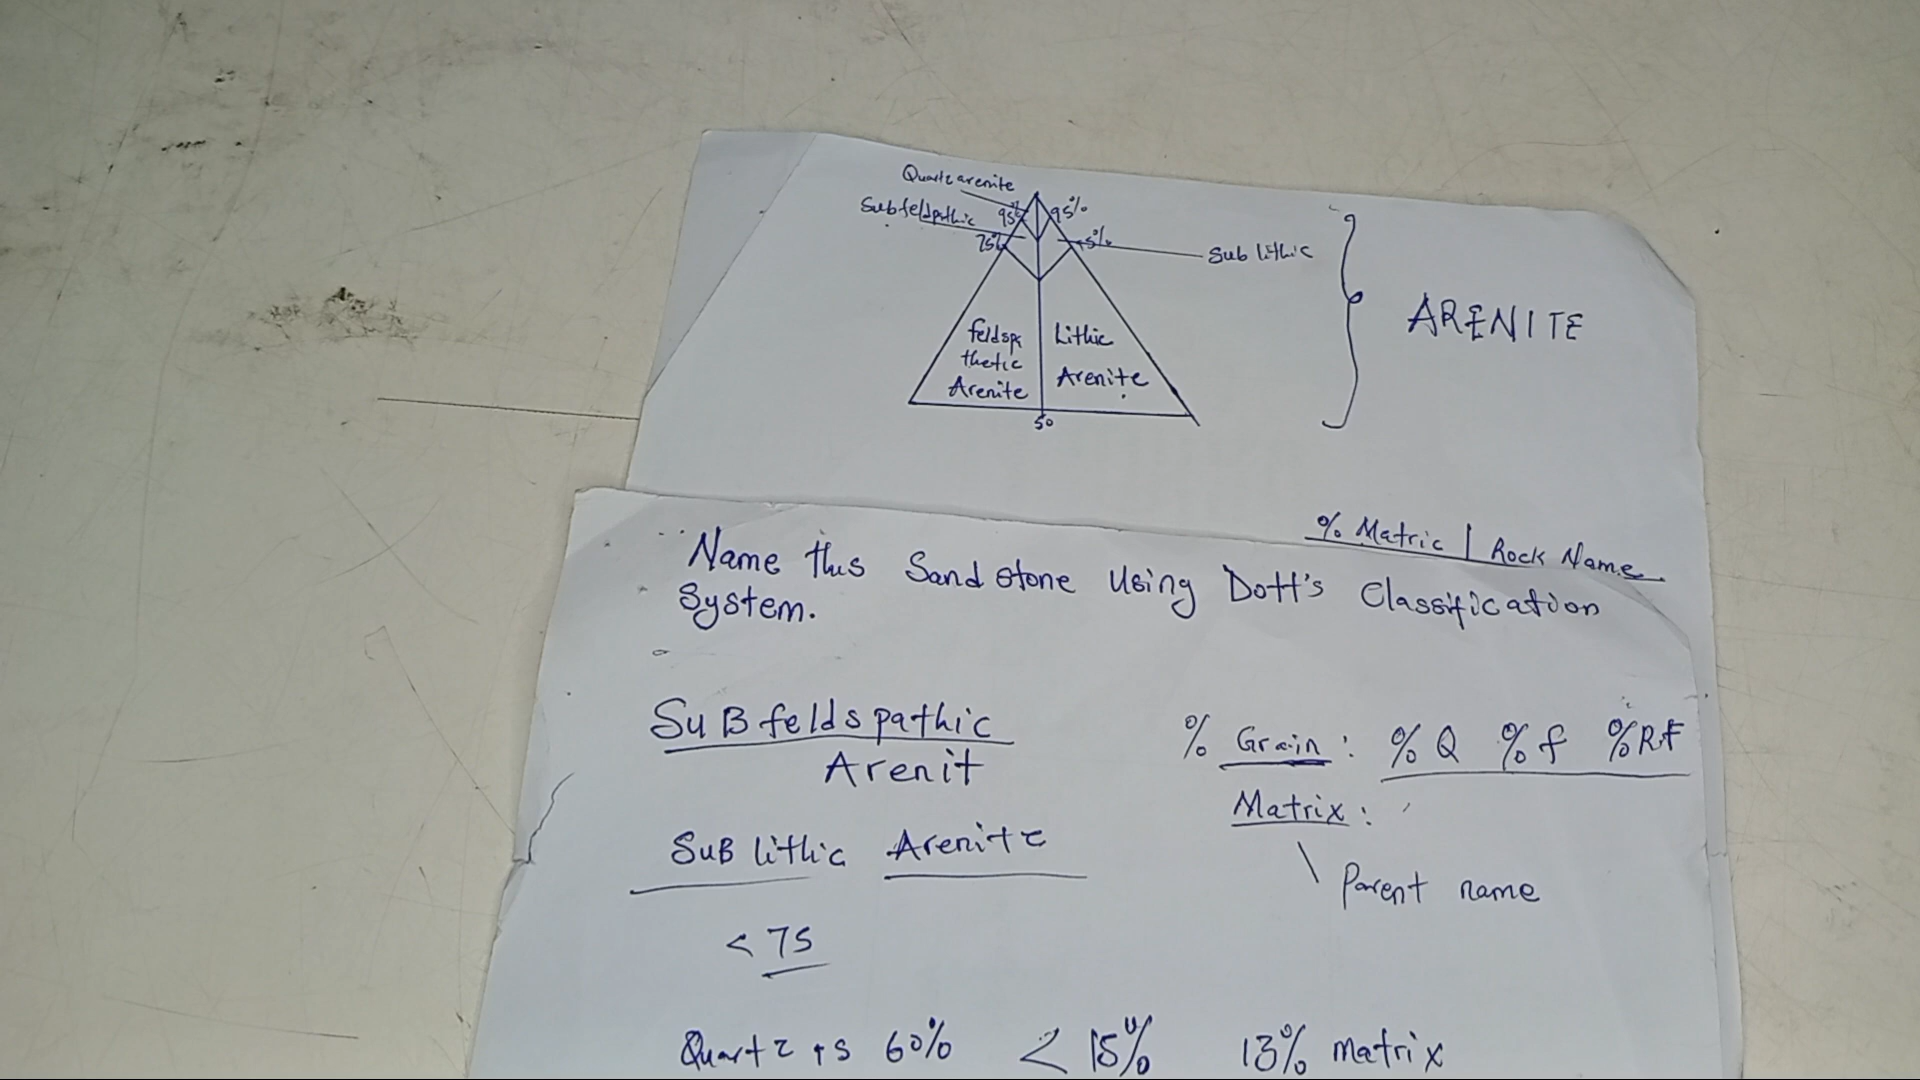 Quartz arenite
Subfeldpathic
95%
95%
75%
75%
Sub lithic
feldspa
thetic
Arenite
Lithic
Arenite
50
ARENITE
% Matric | Rock Name
Name this Sandstone Using Dott's Classification
System.
SuBfeldspathic
Arenit
SuB lithic Arenite
< 75
% Grain: %Q %f %RF
Matrix:
Parent name
Quartz is 60% < 15% 13% matrix